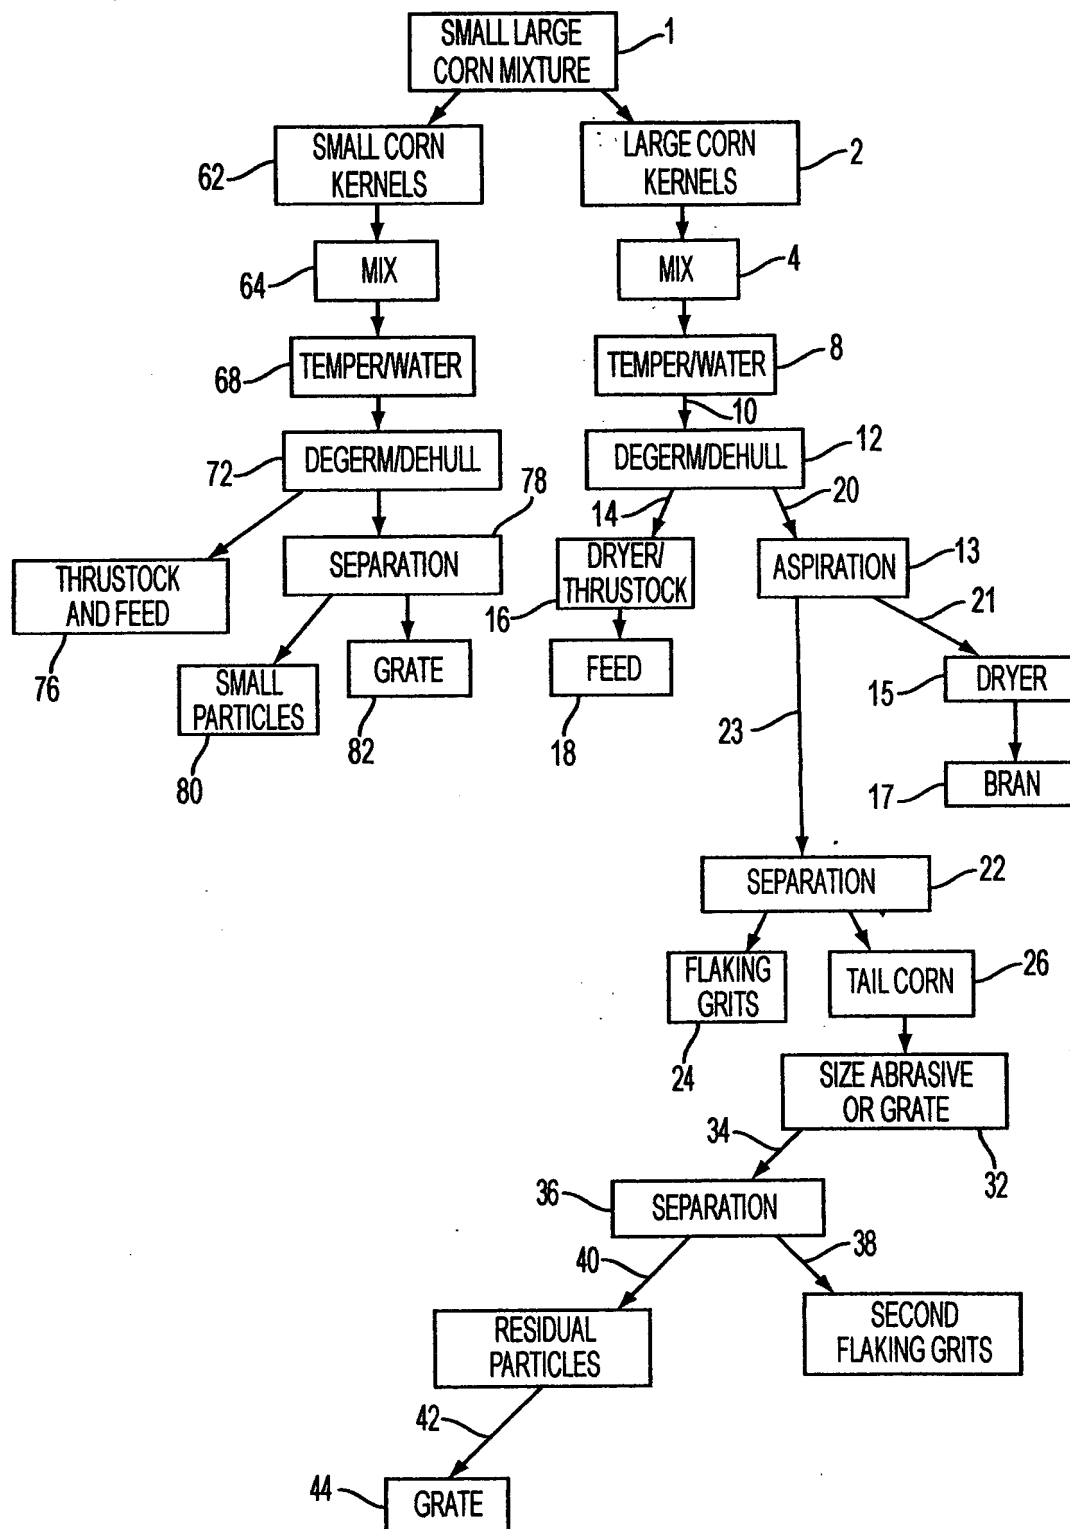 SMALL LARGE
CORN MIXTURE
1
SMALL CORN
KERNELS
62
LARGE CORN
KERNELS
2
MIX
64
MIX
4
TEMPER/WATER
68
TEMPER/WATER
8
10
DEGERM/DEHULL
72
DEGERM/DEHULL
12
78
14
20
THRUSTOCK
AND FEED
76
SEPARATION
DRYER/
THRUSTOCK
16
ASPIRATION
13
21
SMALL
PARTICLES
80
GRATE
82
FEED
18
23
DRYER
15
BRAN
17
SEPARATION
22
FLAKING
GRITS
24
TAIL CORN
26
SIZE ABRASIVE
OR GRATE
32
34
SEPARATION
36
40
38
RESIDUAL
PARTICLES
SECOND
FLAKING GRITS
42
GRATE
44